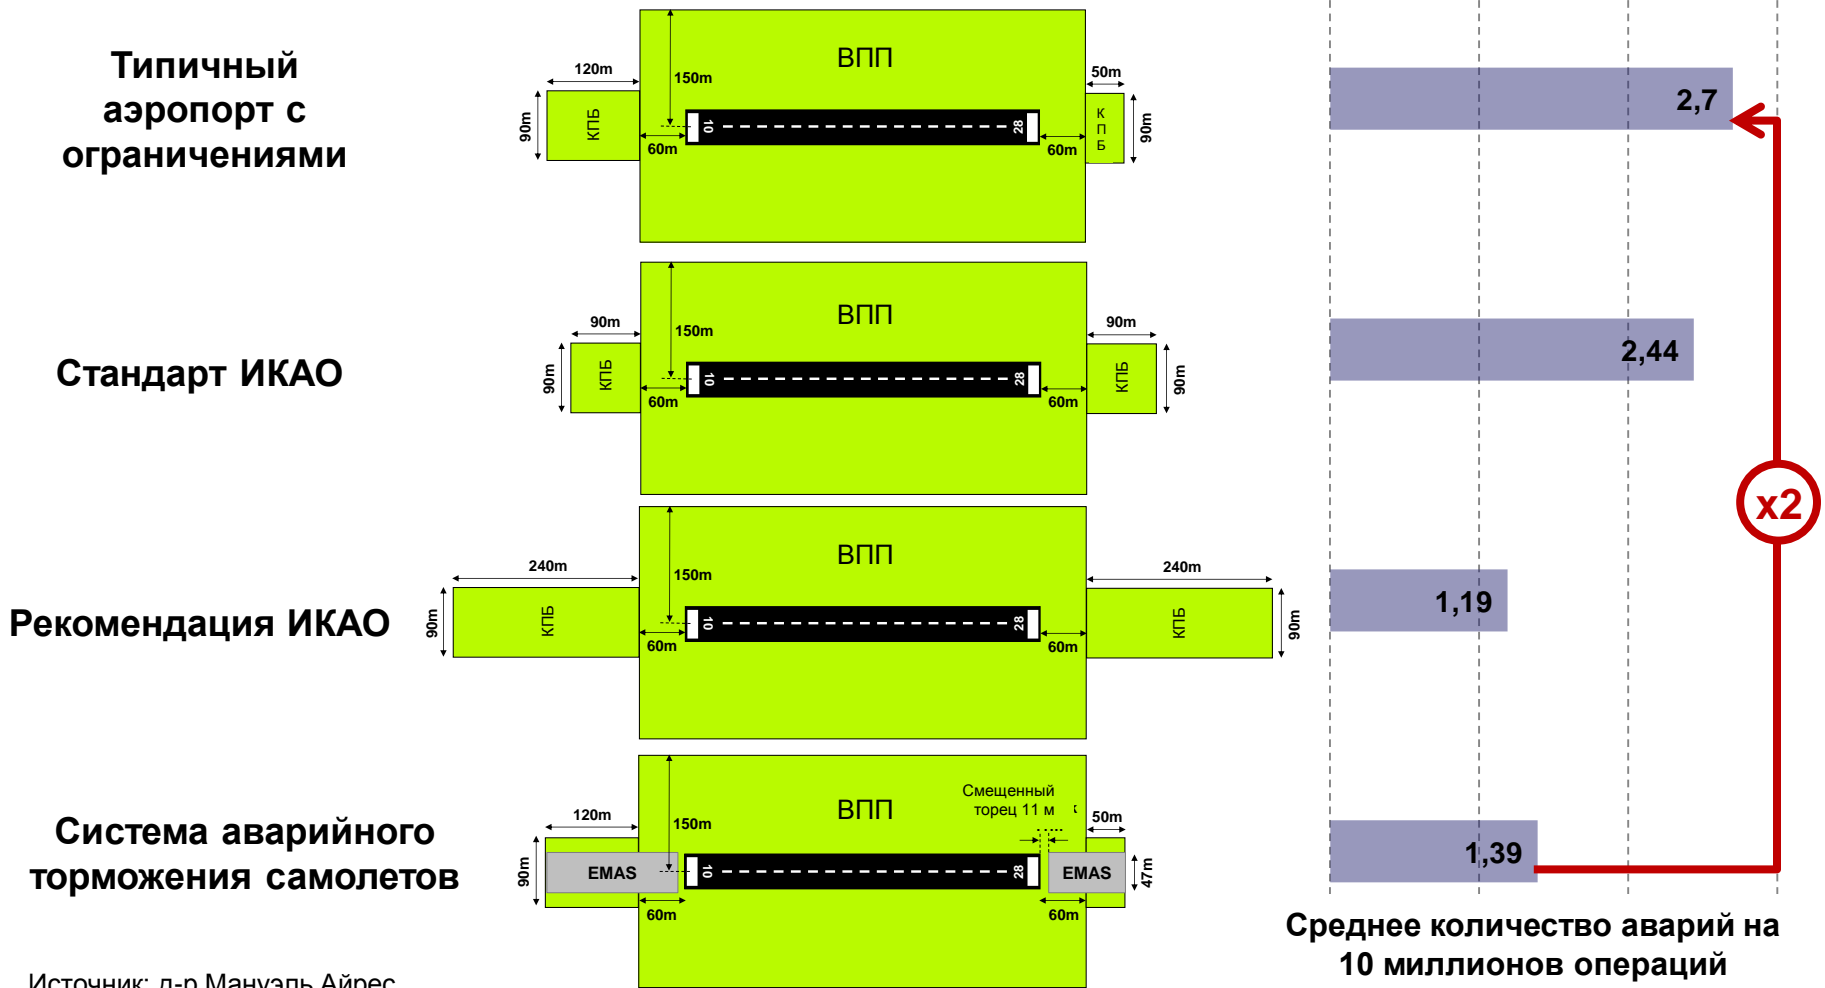 Типичный
аэропорт с
ограничениями
120m
90m
КПБ
60m
150m
ВПП
10
28
60m
50m
К
П
Б
90m
2,7
Стандарт ИКАО
90m
90m
КПБ
60m
150m
ВПП
10
28
60m
90m
КПБ
90m
2,44
x2
Рекомендация ИКАО
240m
90m
КПБ
60m
150m
ВПП
10
28
60m
240m
КПБ
90m
1,19
Система аварийного
торможения самолетов
120m
90m
EMAS
60m
150m
ВПП
10
28
Смещенный
торец 11 м
60m
50m
EMAS
47m
1,39
Среднее количество аварий на
10 миллионов операций
Источник: д-р Мануэль Айрес